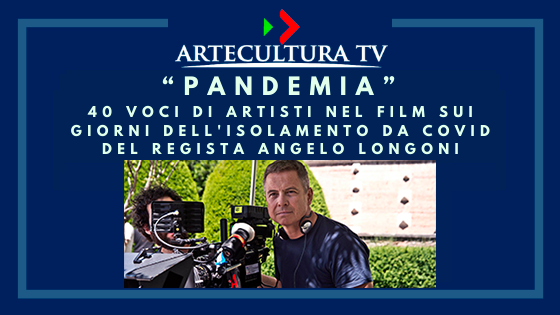 ARTECULTURA TV
“PANDEMIA”
40 VOCI DI ARTISTI NEL FILM SUI
GIORNI DELL'ISOLAMENTO DA COVID
DEL REGISTA ANGELO LONGONI